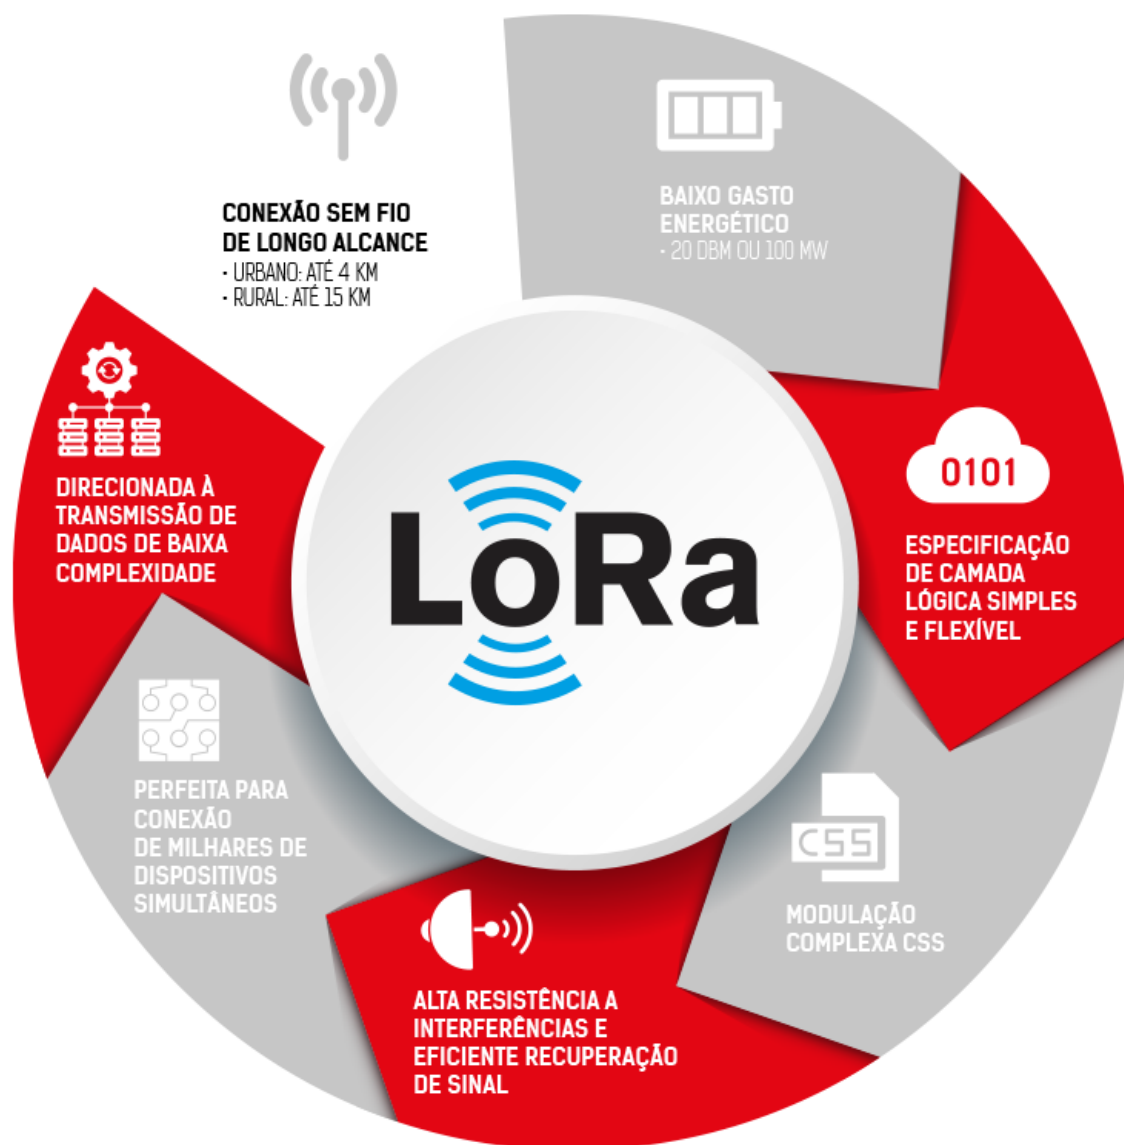 CONEXÃO SEM FIO
DE LONGO ALCANCE
• URBANO: ATÉ 4 KM
• RURAL: ATÉ 15 KM
BAIXO GASTO
ENERGÉTICO
• 20 DBM OU 100 MW
0101
ESPECIFICAÇÃO
DE CAMADA
LÓGICA SIMPLES
E FLEXÍVEL
CSS
MODULAÇÃO
COMPLEXA CSS
ALTA RESISTÊNCIA A
INTERFERÊNCIAS E
EFICIENTE RECUPERAÇÃO
DE SINAL
PERFEITA PARA
CONEXÃO
DE MILHARES DE
DISPOSITIVOS
SIMULTÂNEOS
DIRECIONADA À
TRANSMISSÃO DE
DADOS DE BAIXA
COMPLEXIDADE
LoRa